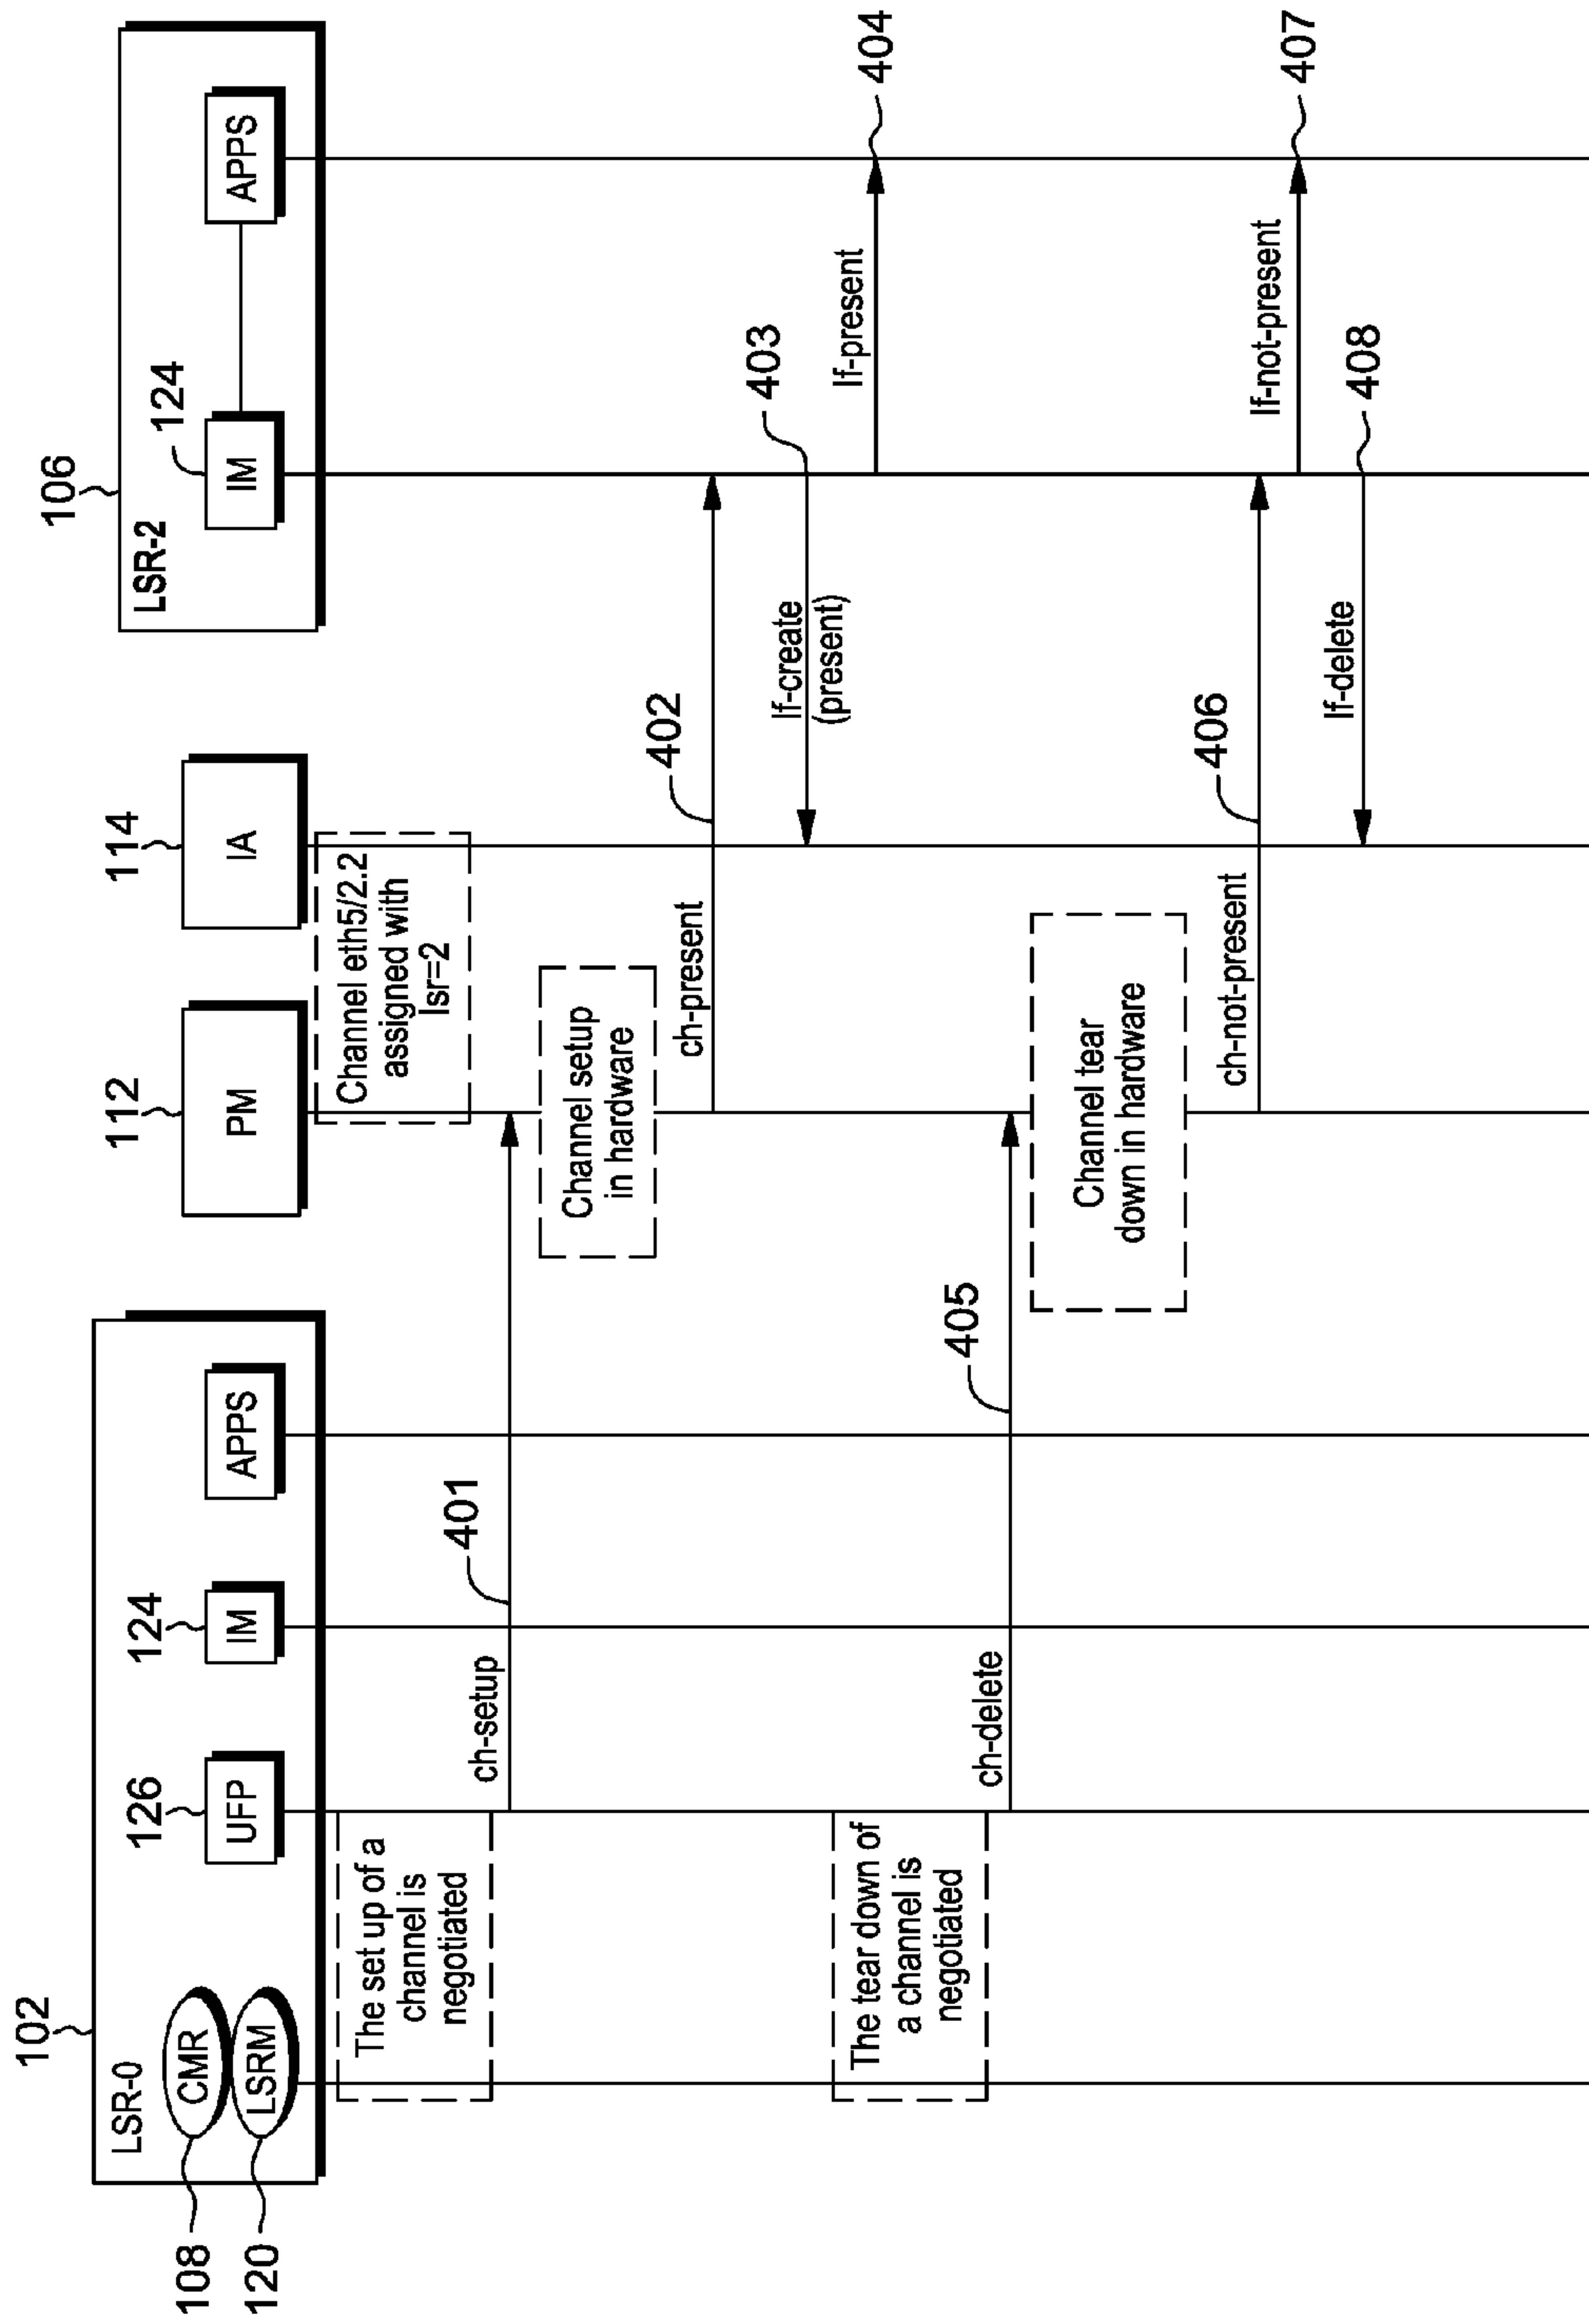 102
LSR-0
108
CMR
120
LSRM
126
UFP
124
IM
APPS
112
PM
114
IA
106
LSR-2
124
IM
APPS
The set up of a
channel is
negotiated
Channel eth5/2.2
assigned with
lsr=2
ch-setup
401
Channel setup
in hardware
ch-present
402
If-create
(present)
403
If-present
404
The tear down of
a channel is
negotiated
ch-delete
405
Channel tear
down in hardware
ch-not-present
406
If-not-present
407
If-delete
408